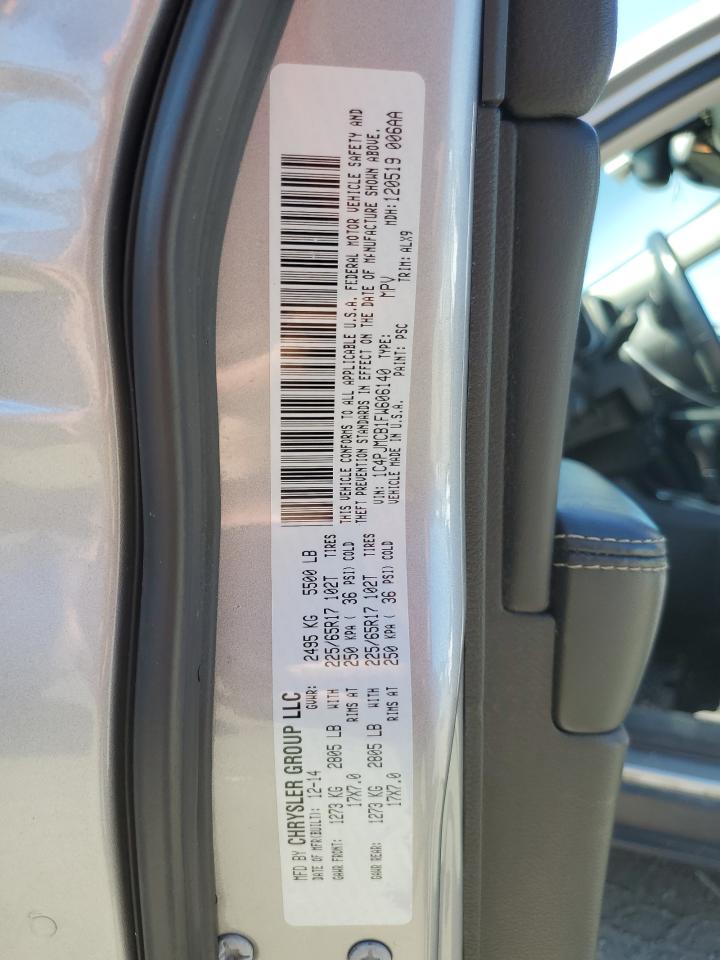 MFD BY CHRYSLER GROUP LLC
DATE OF MFR(BUILT): 12-14 GVWR: 2495 KG 5500 LB
GAWR FRONT: 1273 KG 2805 LB WITH 225/65R17 102T TIRES
17X7.0 RIMS AT 250 KPA ( 36 PSI) COLD
GAWR REAR: 1273 KG 2805 LB WITH 225/65R17 102T TIRES
17X7.0 RIMS AT 250 KPA ( 36 PSI) COLD
THIS VEHICLE CONFORMS TO ALL APPLICABLE U.S.A. FEDERAL MOTOR VEHICLE SAFETY AND
THEFT PREVENTION STANDARDS IN EFFECT ON THE DATE OF MANUFACTURE SHOWN ABOVE.
VIN: 1C4PJMCB1FW606140 TYPE: MPV MDH: 120519 006AA
VEHICLE MADE IN U.S.A. PAINT: PSC TRIM: ALX9